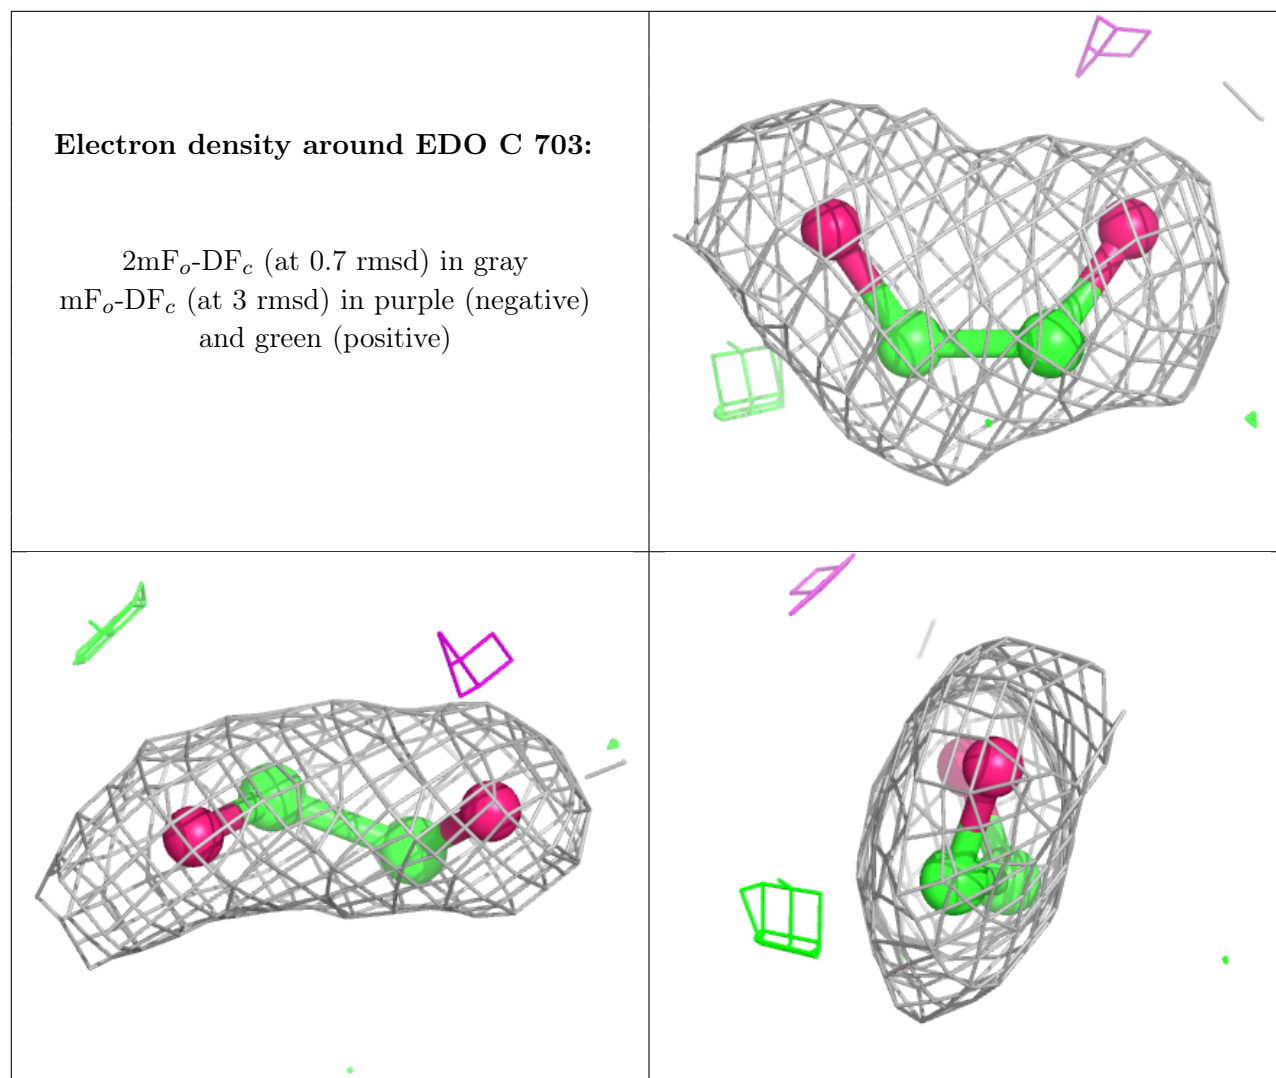 Electron density around EDO C 703:
2mFo-DFc (at 0.7 rmsd) in gray
mFo-DFc (at 3 rmsd) in purple (negative)
and green (positive)